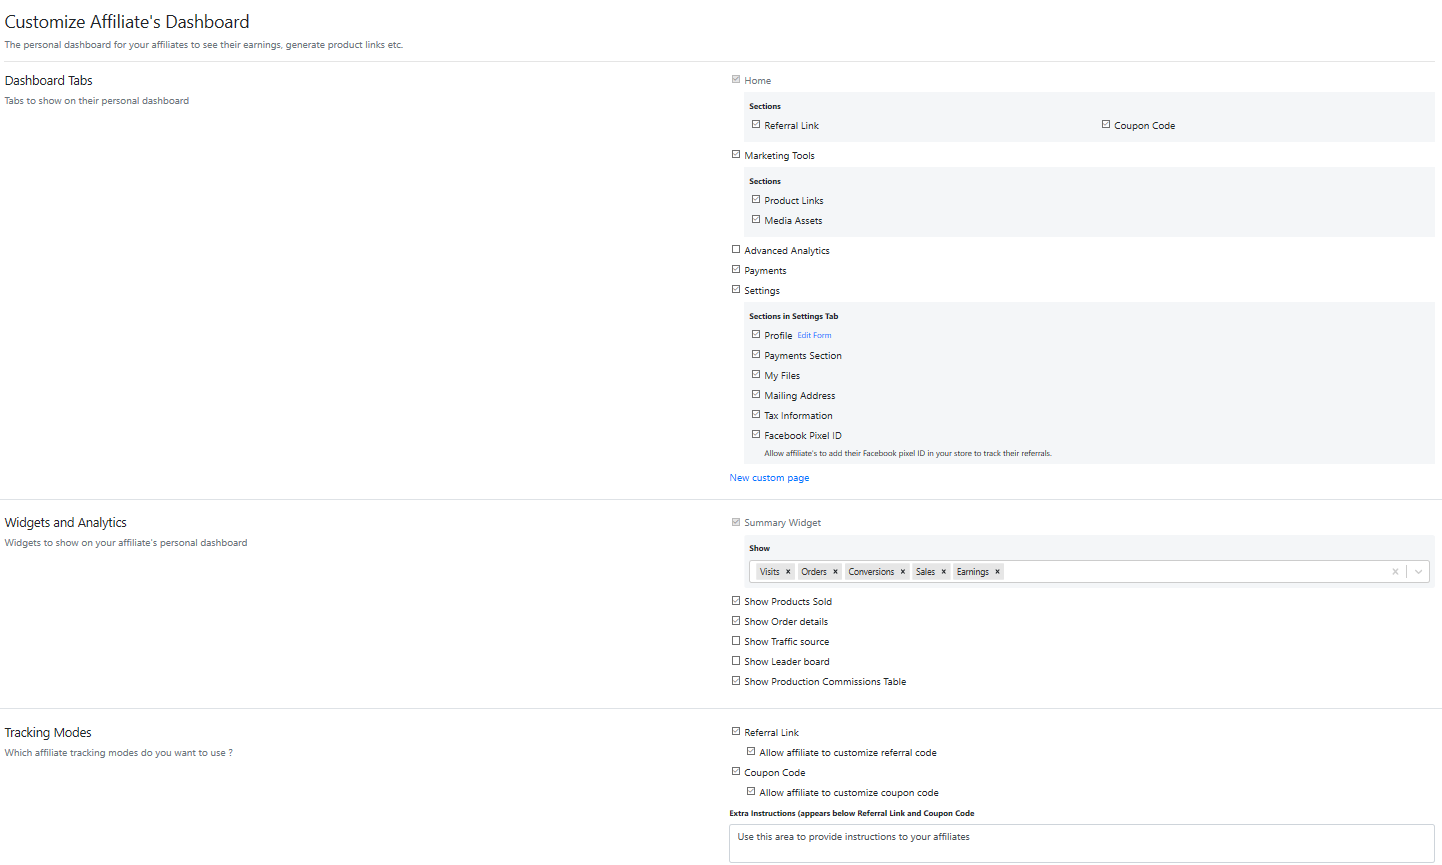 Customize Affiliate's Dashboard
The personal dashboard for your affiliates to see their earnings, generate product links etc.
Dashboard Tabs
Tabs to show on their personal dashboard
Home
Sections
Referral Link
Coupon Code
Marketing Tools
Sections
Product Links
Media Assets
Advanced Analytics
Payments
Settings
Sections in Settings Tab
Profile Edit Form
Payments Section
My Files
Mailing Address
Tax Information
Facebook Pixel ID
Allow affiliate's to add their Facebook pixel ID in your store to track their referrals.
New custom page
Widgets and Analytics
Widgets to show on your affiliate's personal dashboard
Summary Widget
Show
Visits × Orders × Conversions × Sales × Earnings ×
Show Products Sold
Show Order details
Show Traffic source
Show Leader board
Show Production Commissions Table
Tracking Modes
Which affiliate tracking modes do you want to use ?
Referral Link
Allow affiliate to customize referral code
Coupon Code
Allow affiliate to customize coupon code
Extra Instructions (appears below Referral Link and Coupon Code
Use this area to provide instructions to your affiliates